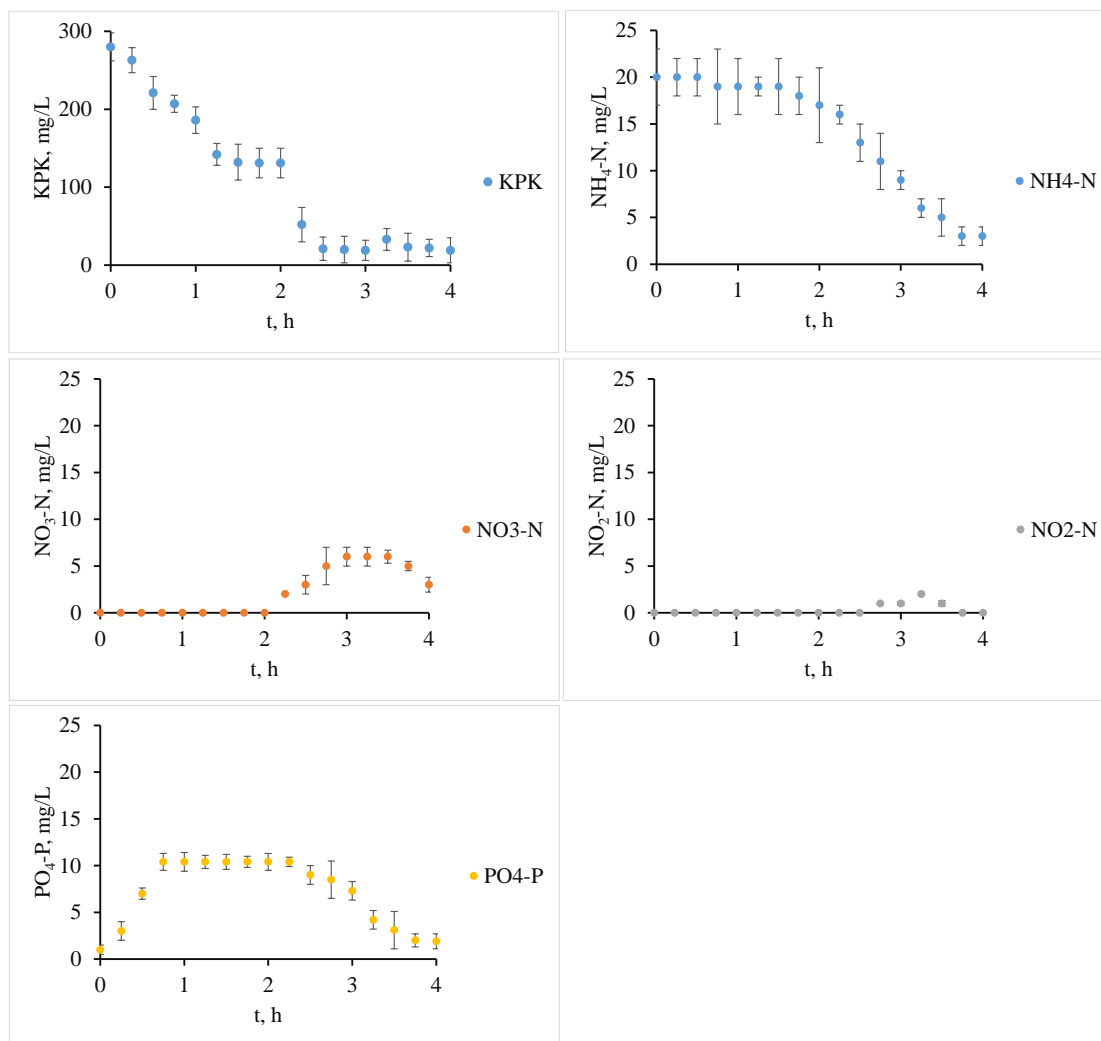 300
200
100
0
KPK, mg/L
0 1 2 3 4
t, h
KPK
25
20
15
10
5
0
NH₄-N, mg/L
0 1 2 3 4
t, h
NH4-N
25
20
15
10
5
0
NO₃-N, mg/L
0 1 2 3 4
t, h
NO3-N
25
20
15
10
5
0
NO₂-N, mg/L
0 1 2 3 4
t, h
NO2-N
25
20
15
10
5
0
PO₄-P, mg/L
0 1 2 3 4
t, h
PO4-P